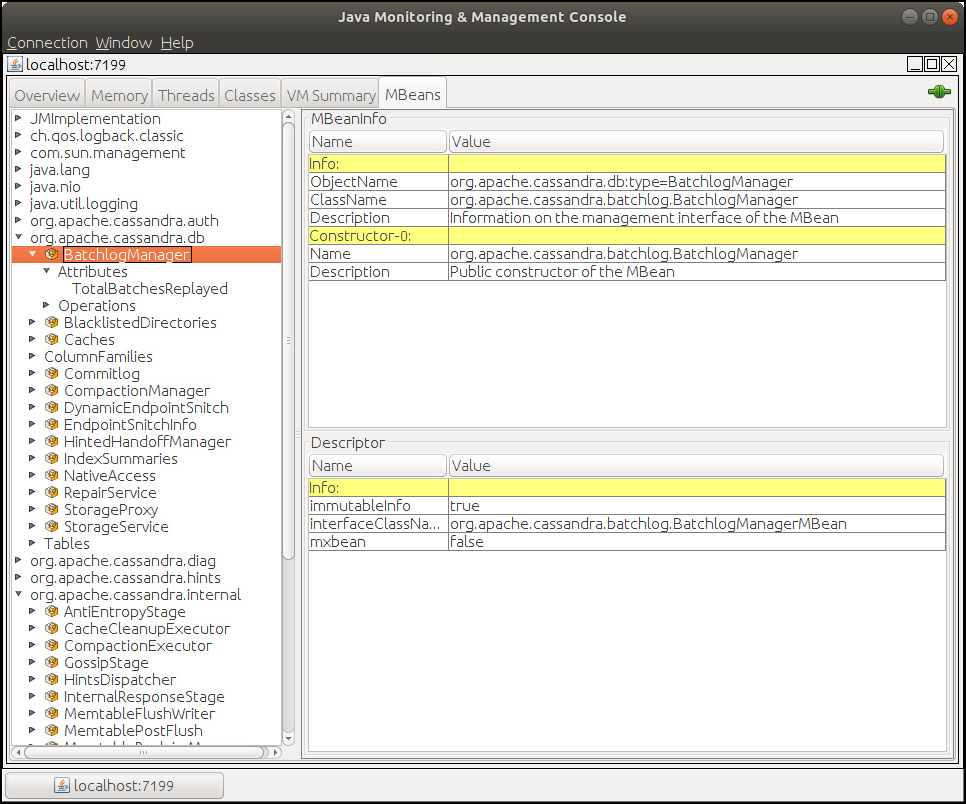 Java Monitoring & Management Console
Connection Window Help
localhost:7199
Overview Memory Threads Classes VM Summary MBeans
JMImplementation
ch.qos.logback.classic
com.sun.management
java.lang
java.nio
java.util.logging
org.apache.cassandra.auth
org.apache.cassandra.db
BatchlogManager
Attributes
TotalBatchesReplayed
Operations
BlacklistedDirectories
Caches
ColumnFamilies
Commitlog
CompactionManager
DynamicEndpointSnitch
EndpointSnitchInfo
HintedHandoffManager
IndexSummaries
NativeAccess
RepairService
StorageProxy
StorageService
Tables
org.apache.cassandra.diag
org.apache.cassandra.hints
org.apache.cassandra.internal
AntiEntropyStage
CacheCleanupExecutor
CompactionExecutor
GossipStage
HintsDispatcher
InternalResponseStage
MemtableFlushWriter
MemtablePostFlush
MBeanInfo
Name Value
Info:
ObjectName org.apache.cassandra.db:type=BatchlogManager
ClassName org.apache.cassandra.batchlog.BatchlogManager
Description Information on the management interface of the MBean
Constructor-0:
Name org.apache.cassandra.batchlog.BatchlogManager
Description Public constructor of the MBean
Descriptor
Name Value
Info:
immutableInfo true
interfaceClassNa... org.apache.cassandra.batchlog.BatchlogManagerMBean
mxbean false
localhost:7199